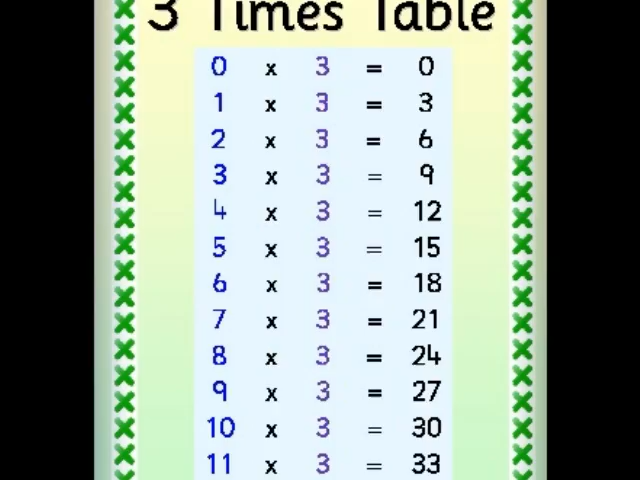 3 Times Table
0 x 3 = 0
1 x 3 = 3
2 x 3 = 6
3 x 3 = 9
4 x 3 = 12
5 x 3 = 15
6 x 3 = 18
7 x 3 = 21
8 x 3 = 24
9 x 3 = 27
10 x 3 = 30
11 x 3 = 33